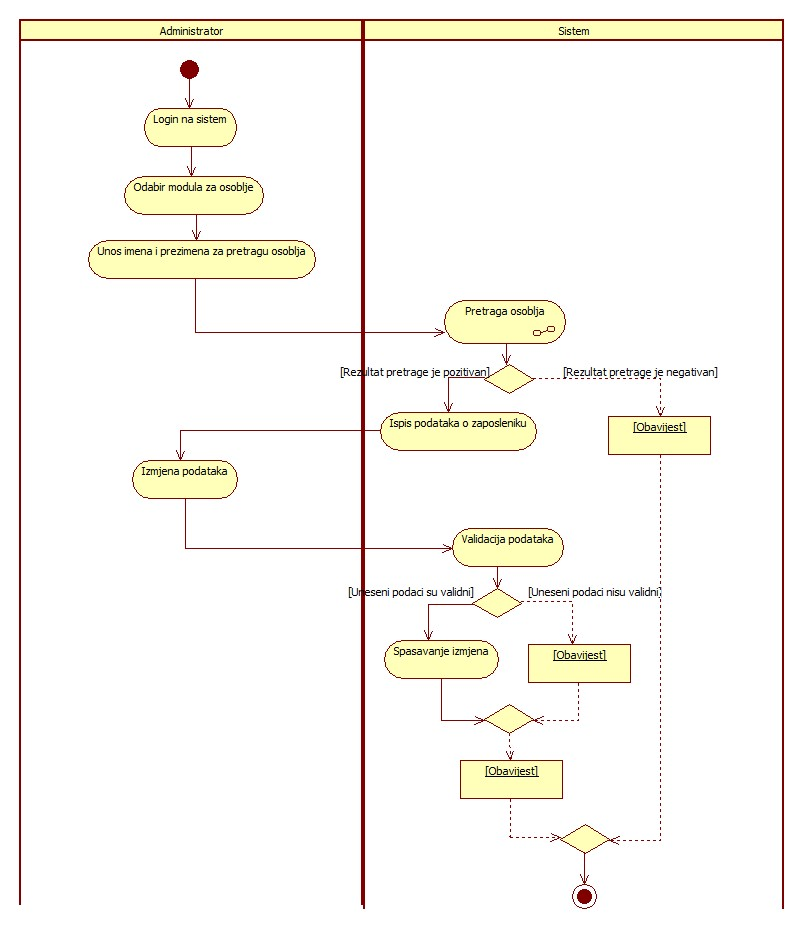 Administrator
Sistem
Login na sistem
Odabir modula za osoblje
Unos imena i prezimena za pretragu osoblja
Pretraga osoblja
[Rezultat pretrage je pozitivan]
[Rezultat pretrage je negativan]
Ispis podataka o zaposleniku
[Obavijest]
Izmjena podataka
Validacija podataka
[Uneseni podaci su validni]
[Uneseni podaci nisu validni]
Spasavanje izmjena
[Obavijest]
[Obavijest]